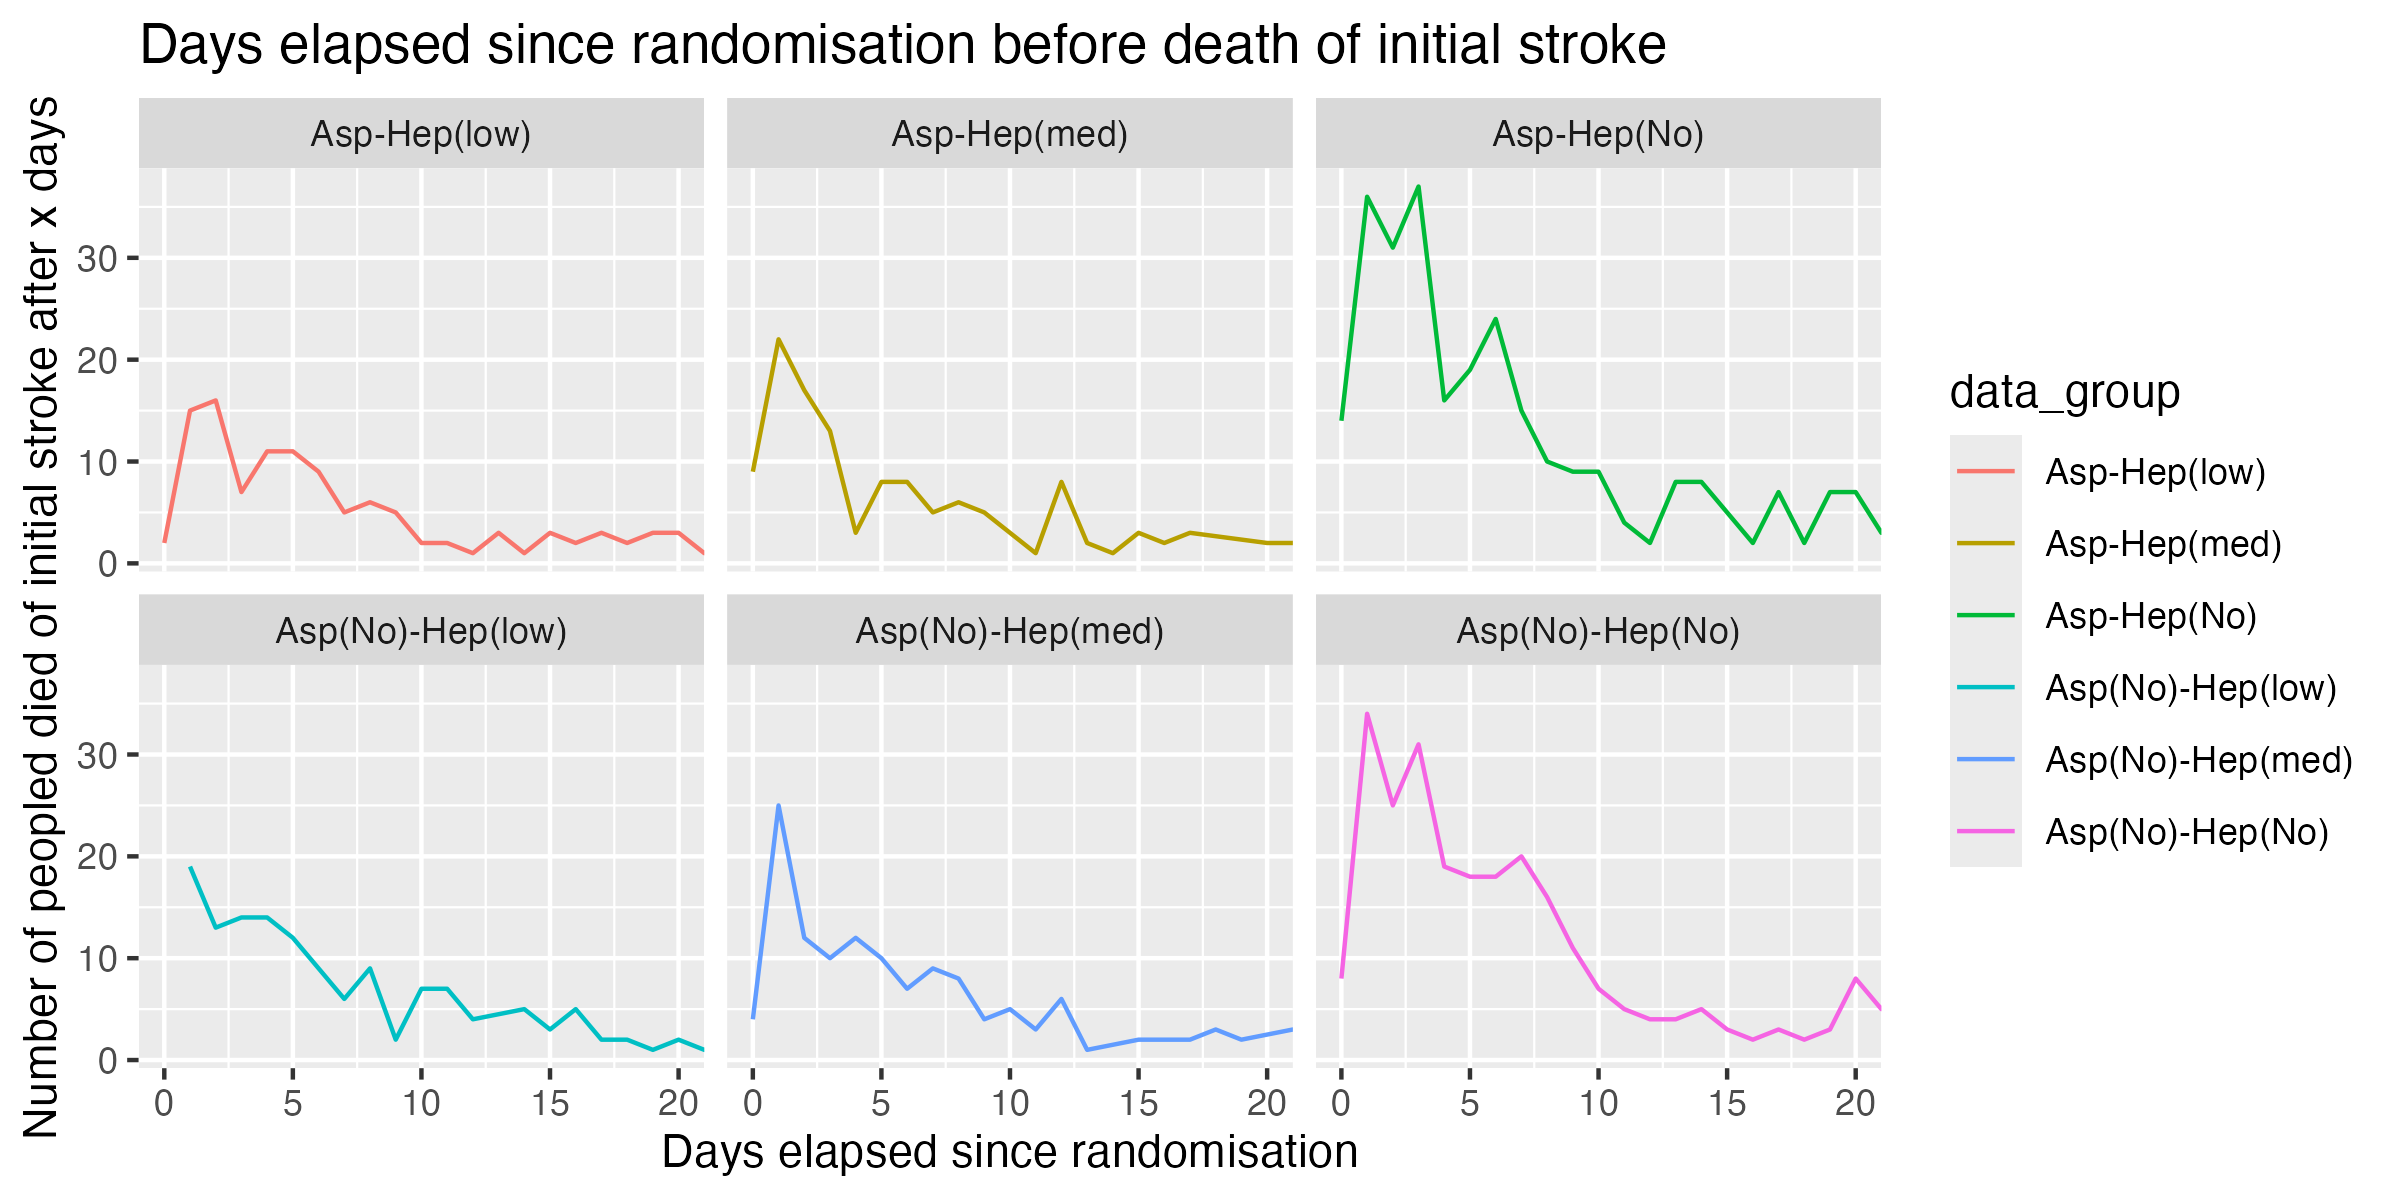 Days elapsed since randomisation before death of initial stroke
Number of peopled died of initial stroke after x days
Asp-Hep(low)
Asp-Hep(med)
Asp-Hep(No)
30
20
10
0
Asp(No)-Hep(low)
Asp(No)-Hep(med)
Asp(No)-Hep(No)
30
20
10
0
0 5 10 15 20
0 5 10 15 20
0 5 10 15 20
Days elapsed since randomisation
data_group
Asp-Hep(low)
Asp-Hep(med)
Asp-Hep(No)
Asp(No)-Hep(low)
Asp(No)-Hep(med)
Asp(No)-Hep(No)